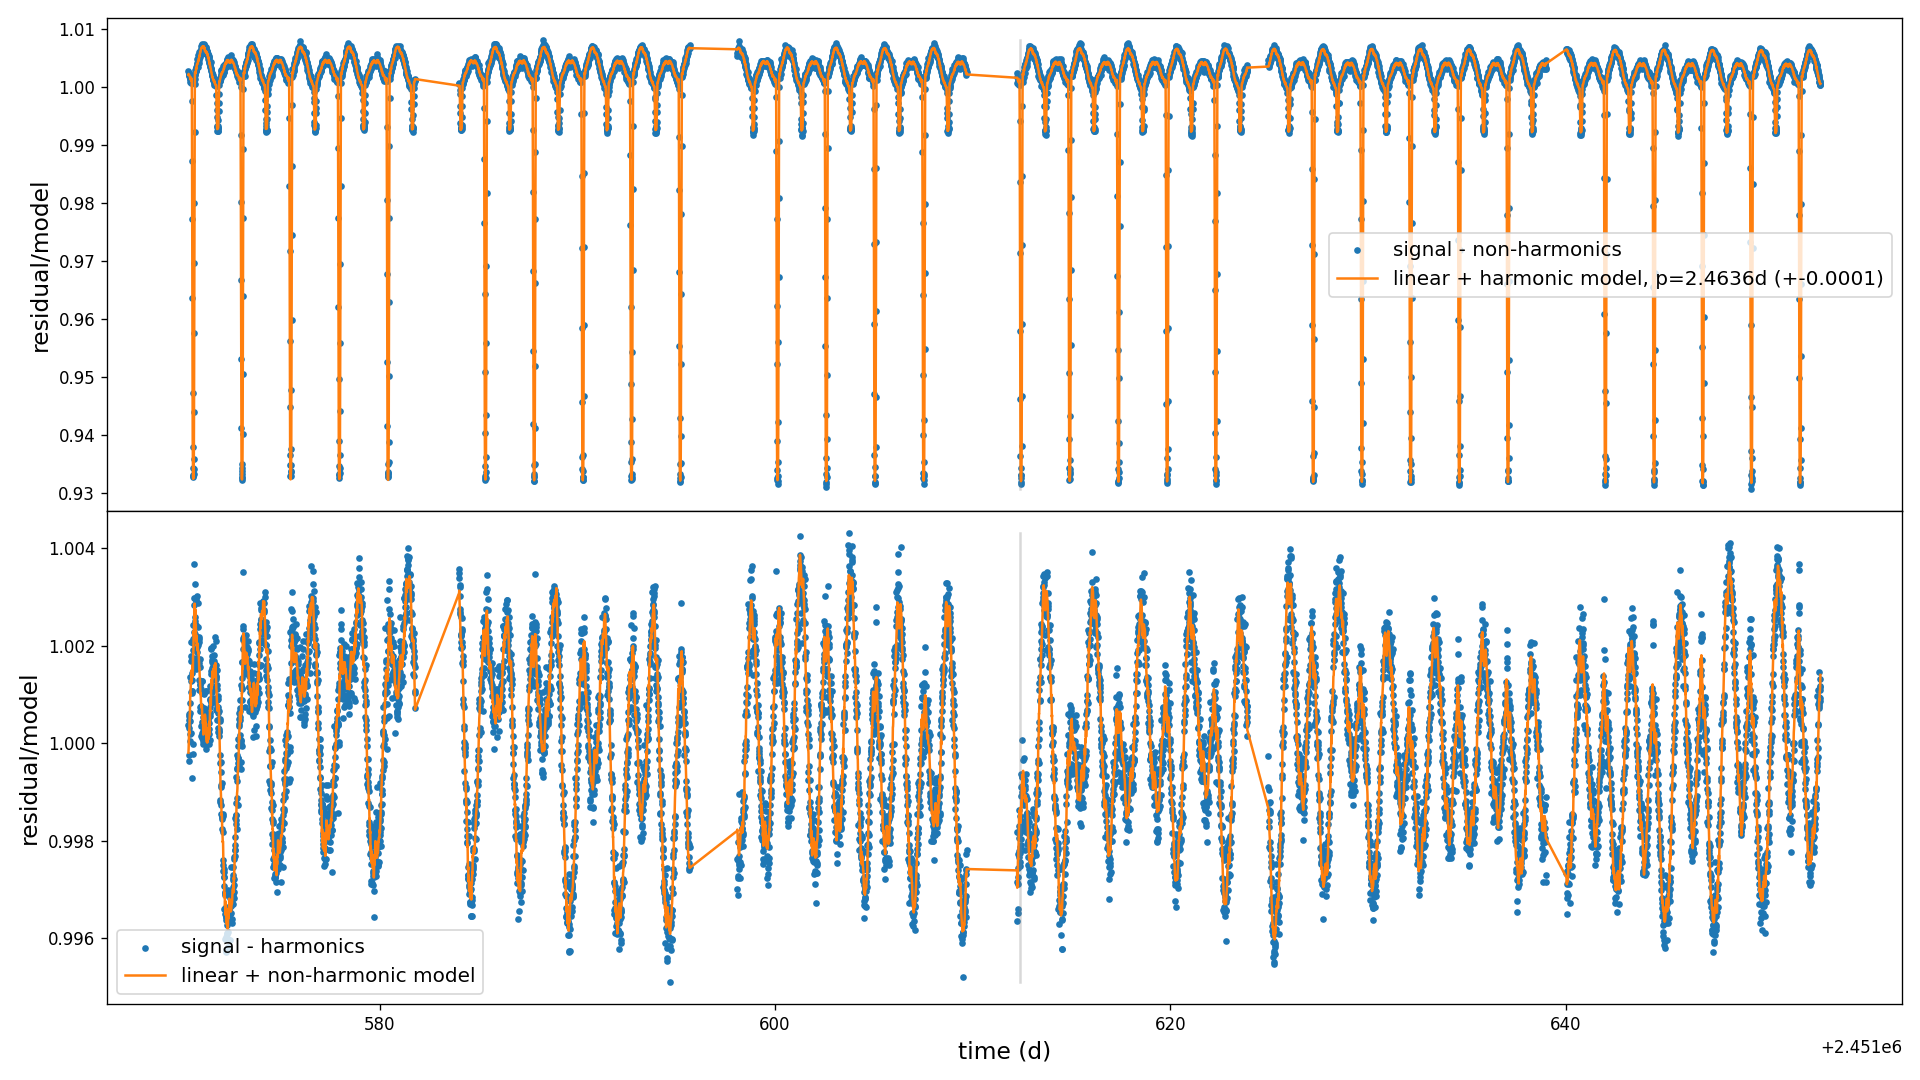 1.01
1.00
0.99
0.98
0.97
0.96
0.95
0.94
0.93
residual/model
signal - non-harmonics
linear + harmonic model, p=2.4636d (+-0.0001)
1.004
1.002
1.000
0.998
0.996
residual/model
signal - harmonics
linear + non-harmonic model
580
600
620
640
time (d)
+2.451e6